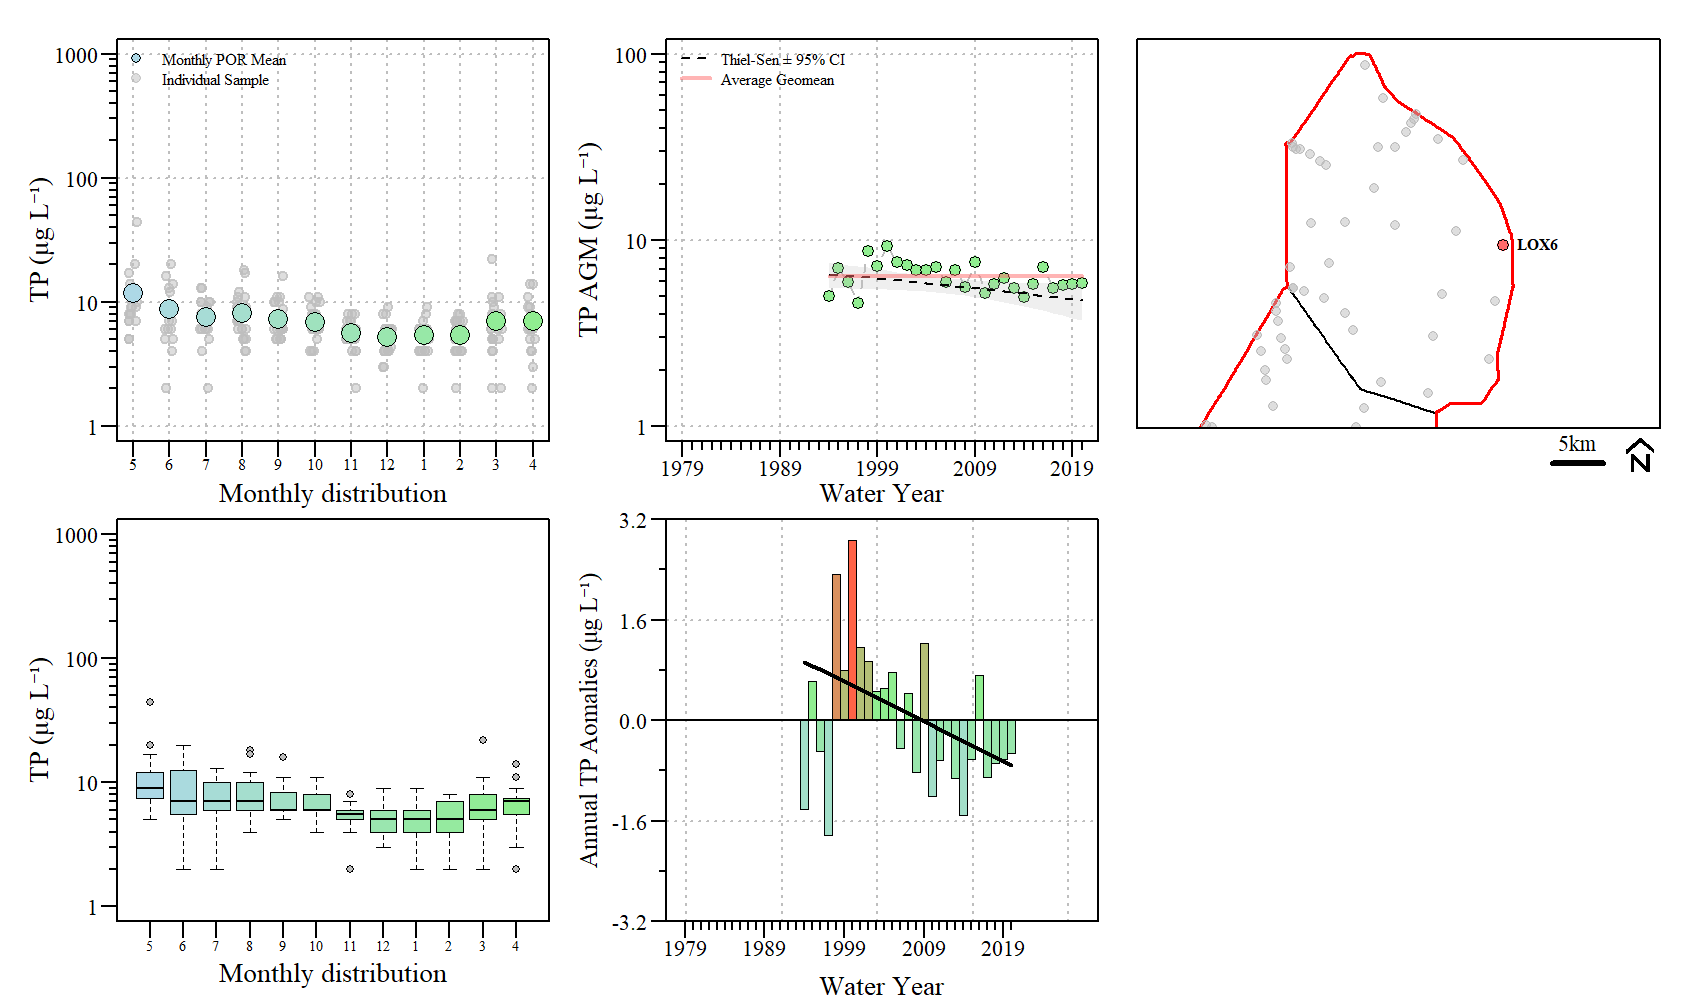 Monthly POR Mean
Individual Sample
1000
100
10
1
TP (µg L⁻¹)
5 6 7 8 9 10 11 12 1 2 3 4
Monthly distribution
Thiel-Sen ± 95% CI
Average Geomean
100
10
1
TP AGM (µg L⁻¹)
1979 1989 1999 2009 2019
Water Year
LOX6
5km
N
1000
100
10
1
TP (µg L⁻¹)
5 6 7 8 9 10 11 12 1 2 3 4
Monthly distribution
3.2
1.6
0.0
-1.6
-3.2
Annual TP Aomalies (µg L⁻¹)
1979 1989 1999 2009 2019
Water Year